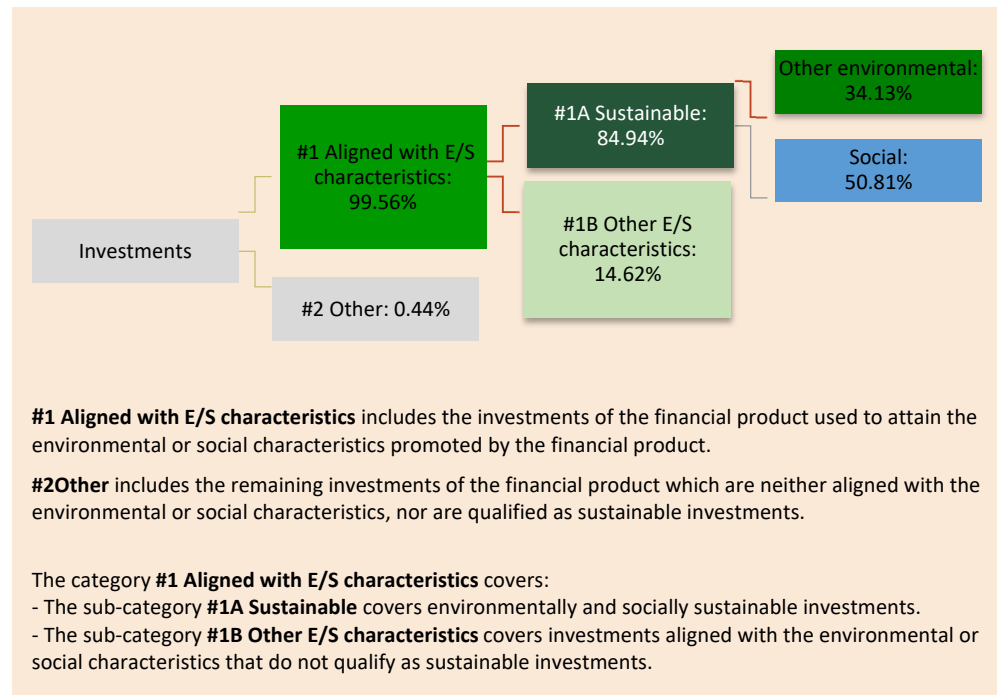 Other environmental:
34.13%
#1A Sustainable:
84.94%
#1 Aligned with E/S
characteristics:
99.56%
Social:
50.81%
#1B Other E/S
characteristics:
14.62%
Investments
#2 Other: 0.44%
#1 Aligned with E/S characteristics includes the investments of the financial product used to attain the
environmental or social characteristics promoted by the financial product.
#2Other includes the remaining investments of the financial product which are neither aligned with the
environmental or social characteristics, nor are qualified as sustainable investments.
The category #1 Aligned with E/S characteristics covers:
- The sub-category #1A Sustainable covers environmentally and socially sustainable investments.
- The sub-category #1B Other E/S characteristics covers investments aligned with the environmental or
social characteristics that do not qualify as sustainable investments.